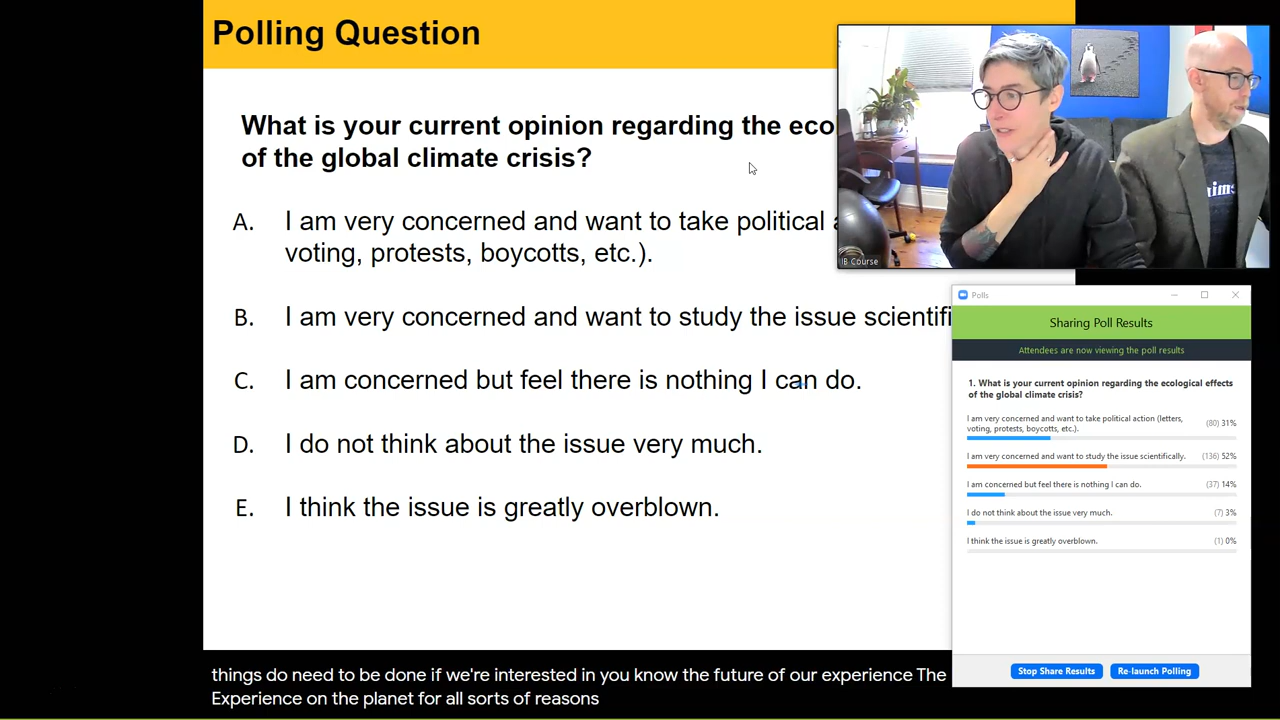 Polling Question
What is your current opinion regarding the eco
of the global climate crisis?
A. I am very concerned and want to take political
voting, protests, boycotts, etc.).
B. I am very concerned and want to study the issue scientifi
C. I am concerned but feel there is nothing I can do.
D. I do not think about the issue very much.
E. I think the issue is greatly overblown.
IB Course
Polls
Sharing Poll Results
Attendees are now viewing the poll results
1. What is your current opinion regarding the ecological effects
of the global climate crisis?
I am very concerned and want to take political action (letters,
voting, protests, boycotts, etc.).
(80) 31%
I am very concerned and want to study the issue scientifically. (136) 52%
I am concerned but feel there is nothing I can do. (37) 14%
I do not think about the issue very much. (7) 3%
I think the issue is greatly overblown. (1) 0%
Stop Share Results Re-launch Polling
things do need to be done if we're interested in you know the future of our experience The
Experience on the planet for all sorts of reasons